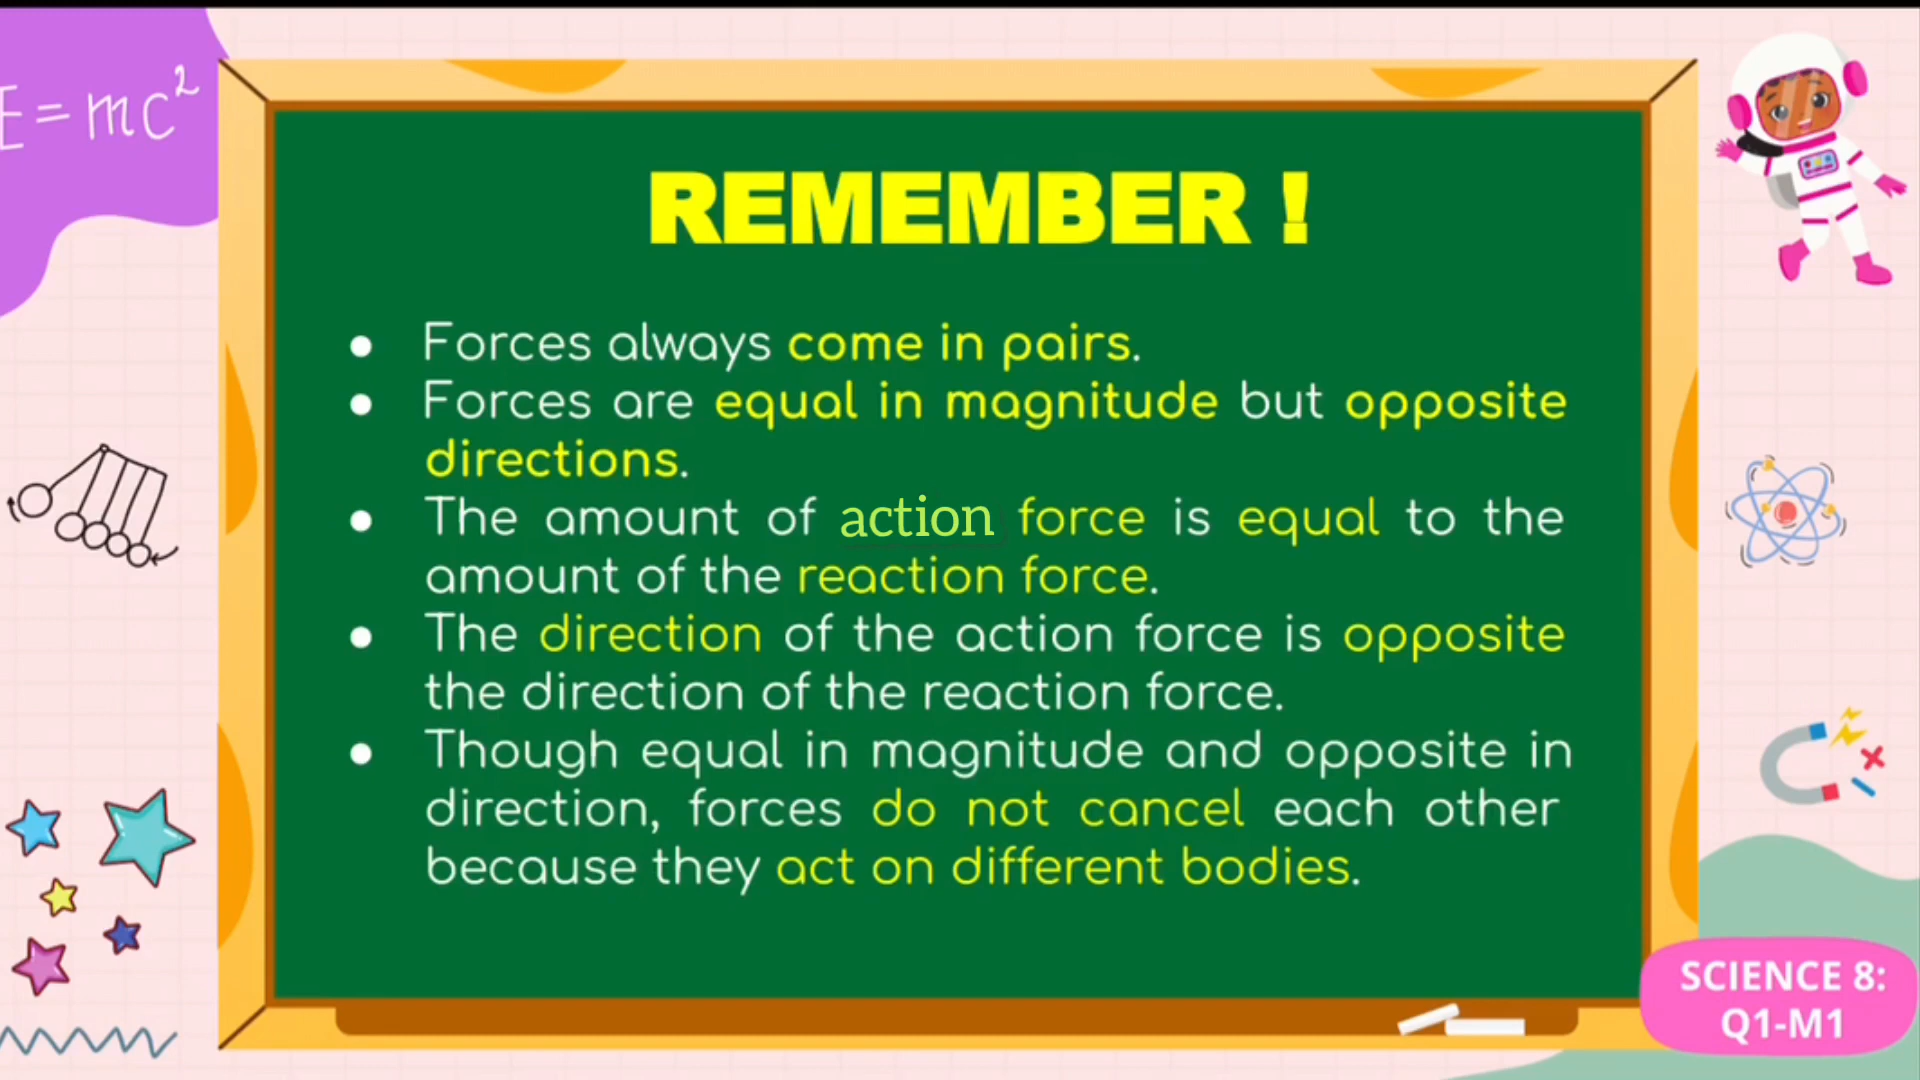 E = mc²
REMEMBER !
● Forces always come in pairs.
● Forces are equal in magnitude but opposite
directions.
● The amount of action force is equal to the
amount of the reaction force.
● The direction of the action force is opposite
the direction of the reaction force.
● Though equal in magnitude and opposite in
direction, forces do not cancel each other
because they act on different bodies.
SCIENCE 8:
Q1-M1